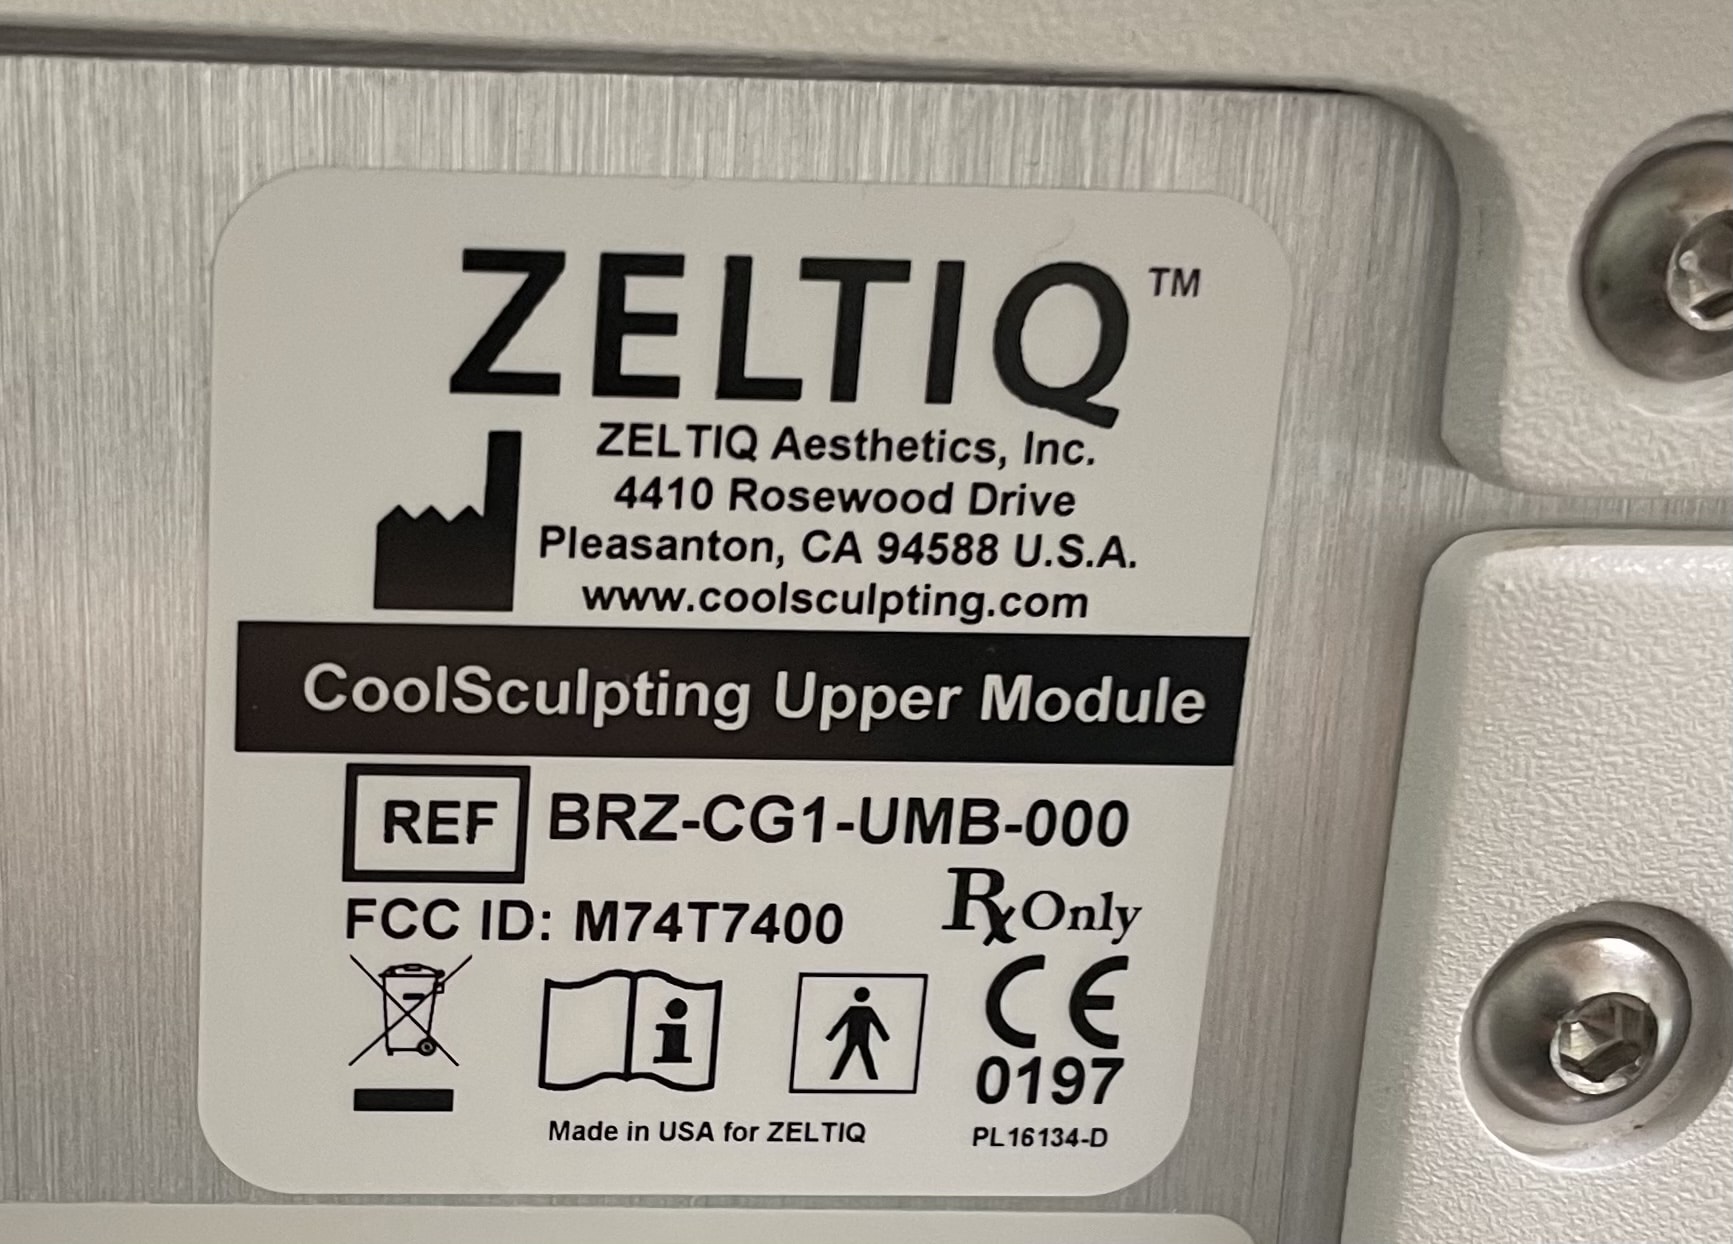 ZELTIQ™
ZELTIQ Aesthetics, Inc.
4410 Rosewood Drive
Pleasanton, CA 94588 U.S.A.
www.coolsculpting.com
CoolSculpting Upper Module
REF BRZ-CG1-UMB-000
FCC ID: M74T7400 Rx Only
CE
0197
Made in USA for ZELTIQ PL16134-D